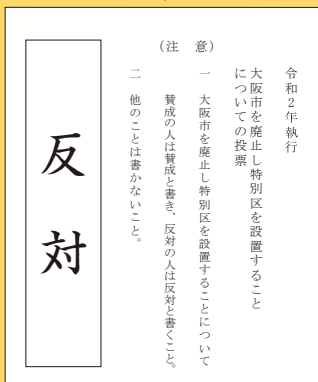 令和2年執行
大阪市を廃止し特別区を設置すること
についての投票
（注　意）
一　大阪市を廃止し特別区を設置することについて
賛成の人は賛成と書き、反対の人は反対と書くこと。
二　他のことは書かないこと。
反対